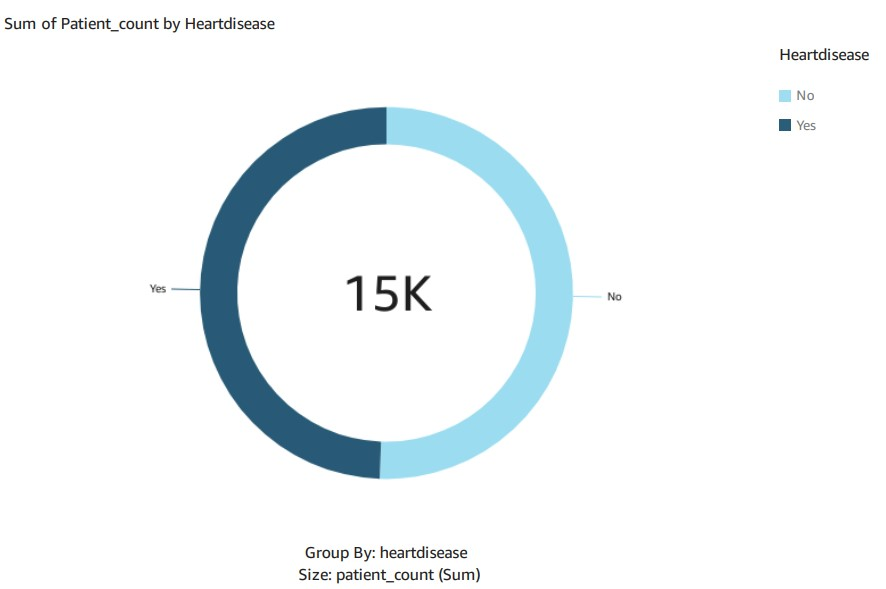 Sum of Patient_count by Heartdisease
Heartdisease
No
Yes
Yes
15K
No
Group By: heartdisease
Size: patient_count (Sum)